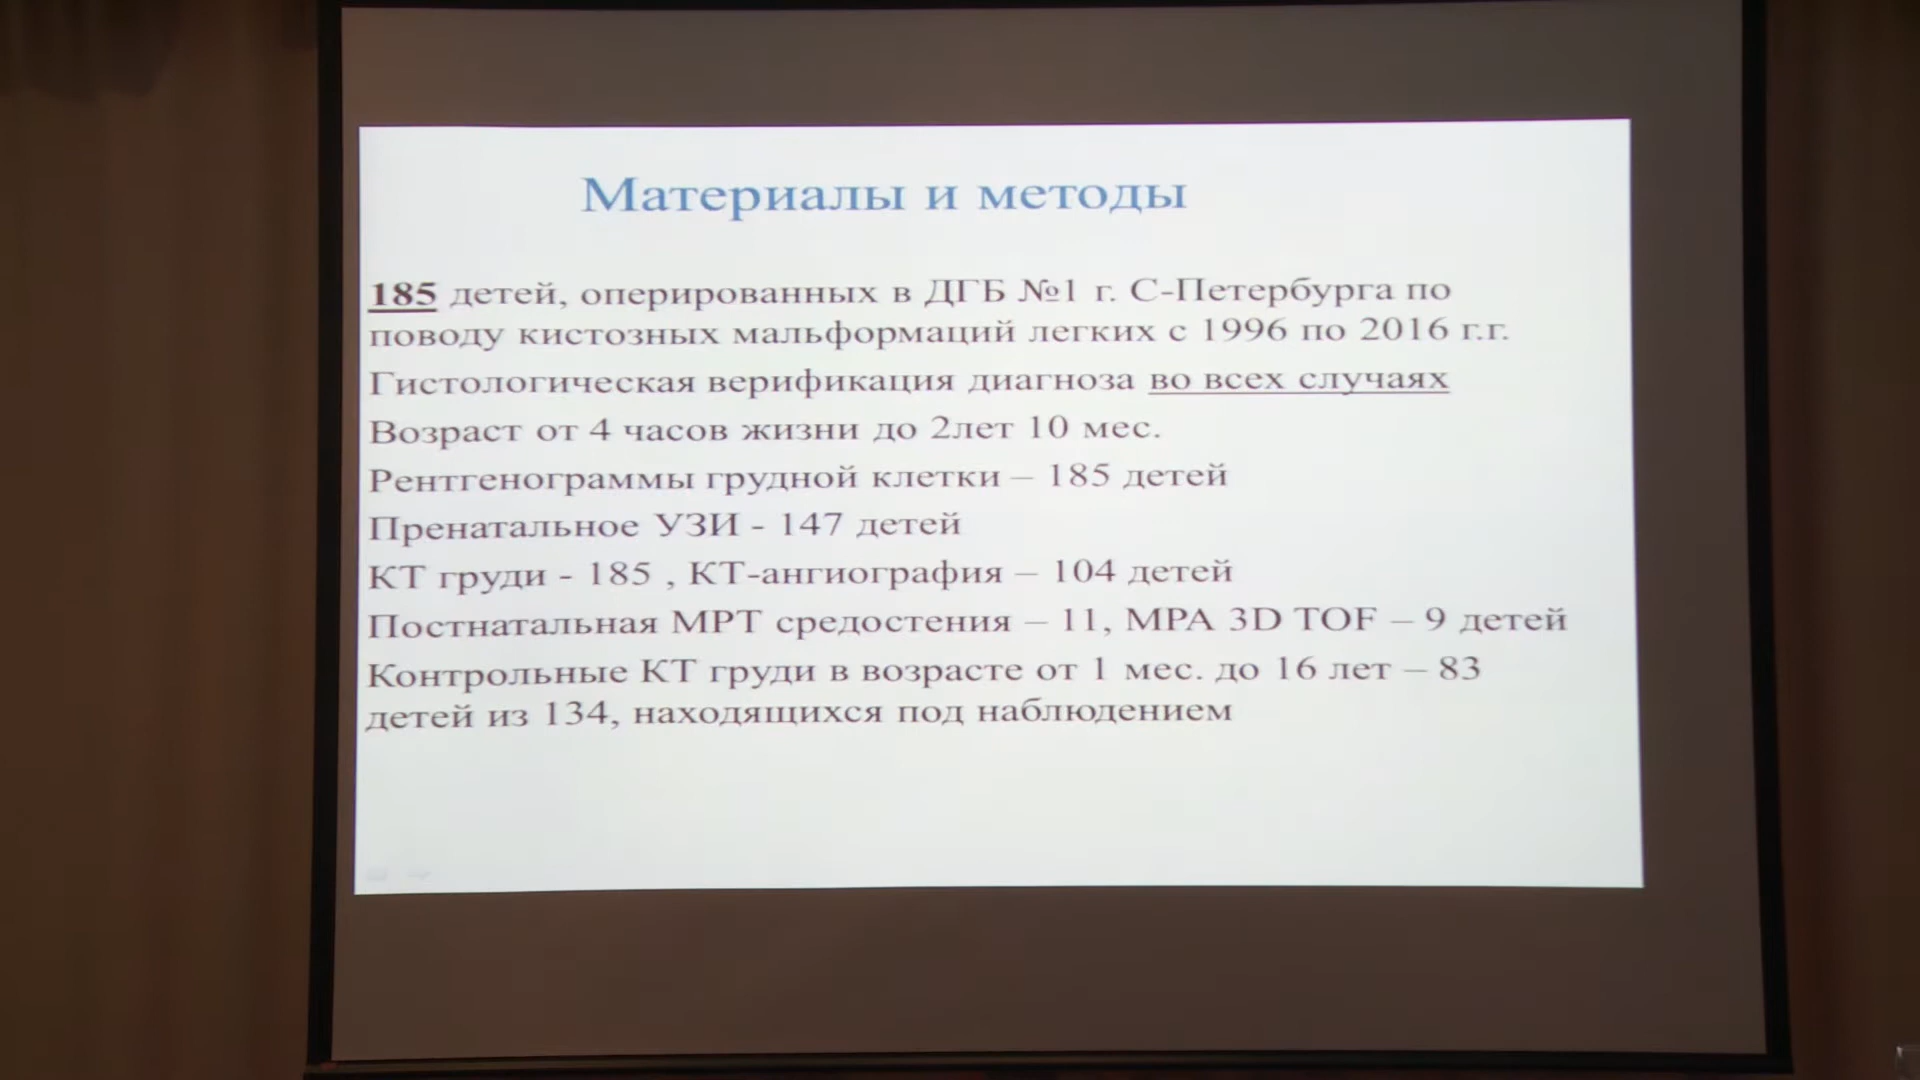 Материалы и методы
185 детей, оперированных в ДГБ №1 г. С-Петербурга по
поводу кистозных мальформаций легких с 1996 по 2016 г.г.
Гистологическая верификация диагноза во всех случаях
Возраст от 4 часов жизни до 2лет 10 мес.
Рентгенограммы грудной клетки – 185 детей
Пренатальное УЗИ - 147 детей
КТ груди - 185 , КТ-ангиография – 104 детей
Постнатальная МРТ средостения – 11, МРА 3D TOF – 9 детей
Контрольные КТ груди в возрасте от 1 мес. до 16 лет – 83
детей из 134, находящихся под наблюдением